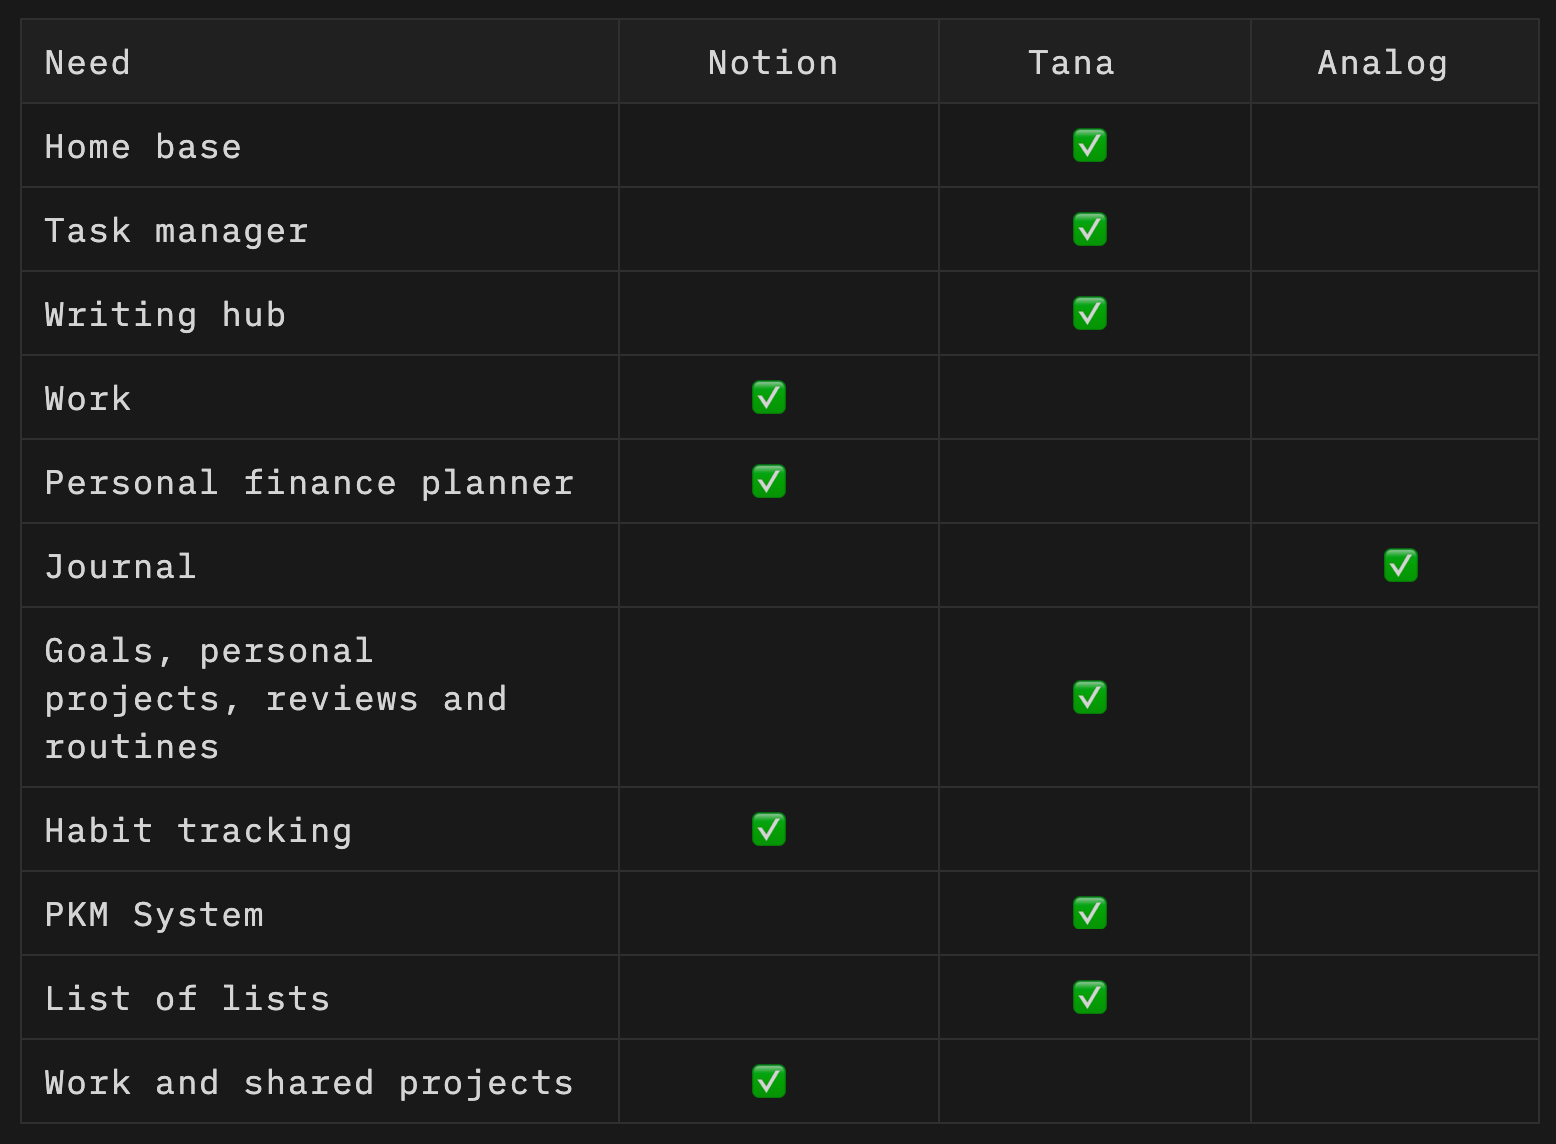 Need Notion Tana Analog
Home base ✅
Task manager ✅
Writing hub ✅
Work ✅
Personal finance planner ✅
Journal ✅
Goals, personal
projects, reviews and ✅
routines
Habit tracking ✅
PKM System ✅
List of lists ✅
Work and shared projects ✅